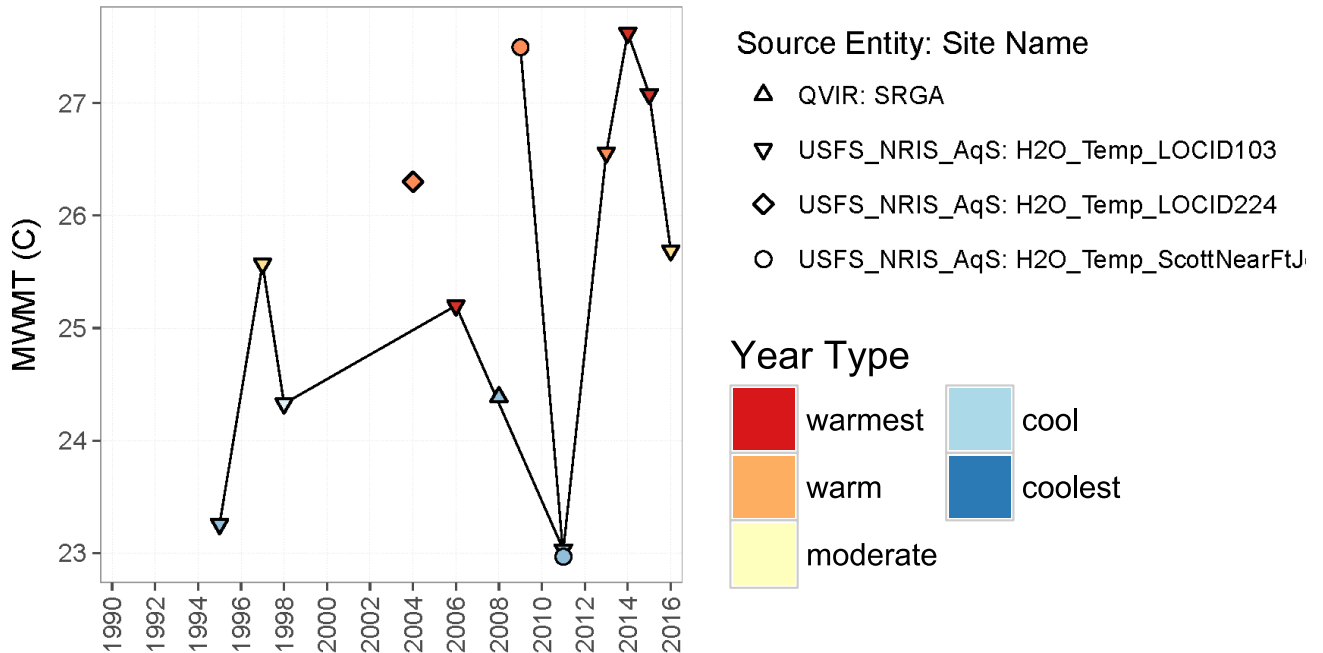 MWMT (C)
27
26
25
24
23
1990 1992 1994 1996 1998 2000 2002 2004 2006 2008 2010 2012 2014 2016
Source Entity: Site Name
QVIR: SRGA
USFS_NRIS_AqS: H2O_Temp_LOCID103
USFS_NRIS_AqS: H2O_Temp_LOCID224
USFS_NRIS_AqS: H2O_Temp_ScottNearFtJ
Year Type
warmest
cool
warm
coolest
moderate